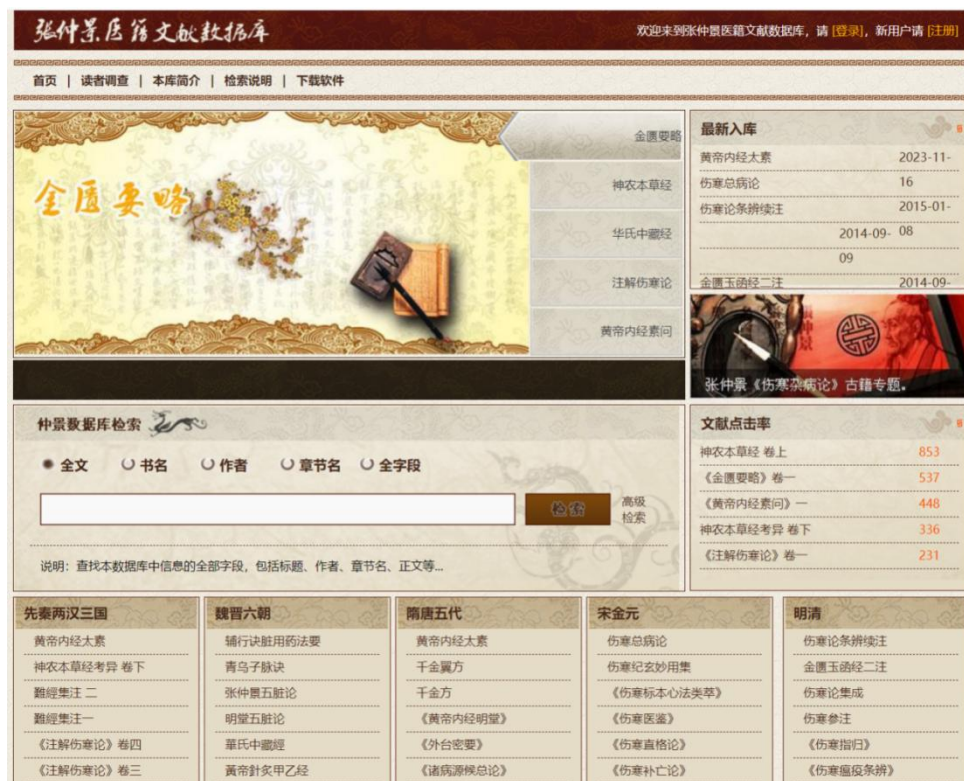 张仲景医籍文献数据库
欢迎来到张仲景医籍文献数据库，请 [登录]，新用户请 [注册]
首页 | 读者调查 | 本库简介 | 检索说明 | 下载软件
金匮要略
金匮要略
神农本草经
华氏中藏经
注解伤寒论
黄帝内经素问
最新入库
黄帝内经太素 2023-11-
伤寒总病论 16
伤寒论条辨续注 2015-01-
2014-09- 08
09
金匮玉函经二注 2014-09-
张仲景《伤寒杂病论》古籍专题。
仲景数据库检索
全文 书名 作者 章节名 全字段
检索
高级
检索
说明：查找本数据库中信息的全部字段，包括标题、作者、章节名、正文等...
文献点击率
神农本草经 卷上 853
《金匮要略》卷一 537
《黄帝内经素问》一 448
神农本草经考异 卷下 336
《注解伤寒论》卷一 231
先秦两汉三国
黄帝内经太素
神农本草经考异 卷下
難經集注 二
難經集注一
《注解伤寒论》卷四
《注解伤寒论》卷三
魏晋六朝
辅行诀脏用药法要
青乌子脉诀
张仲景五脏论
明堂五脏论
華氏中藏經
黃帝針灸甲乙经
隋唐五代
黄帝内经太素
千金翼方
千金方
《黄帝内经明堂》
《外台密要》
《诸病源候总论》
宋金元
伤寒总病论
伤寒纪玄妙用集
《伤寒标本心法类萃》
《伤寒医鉴》
《伤寒直格论》
《伤寒补亡论》
明清
伤寒论条辨续注
金匮玉函经二注
伤寒论集成
伤寒参注
《伤寒指归》
《伤寒瘟疫条辨》